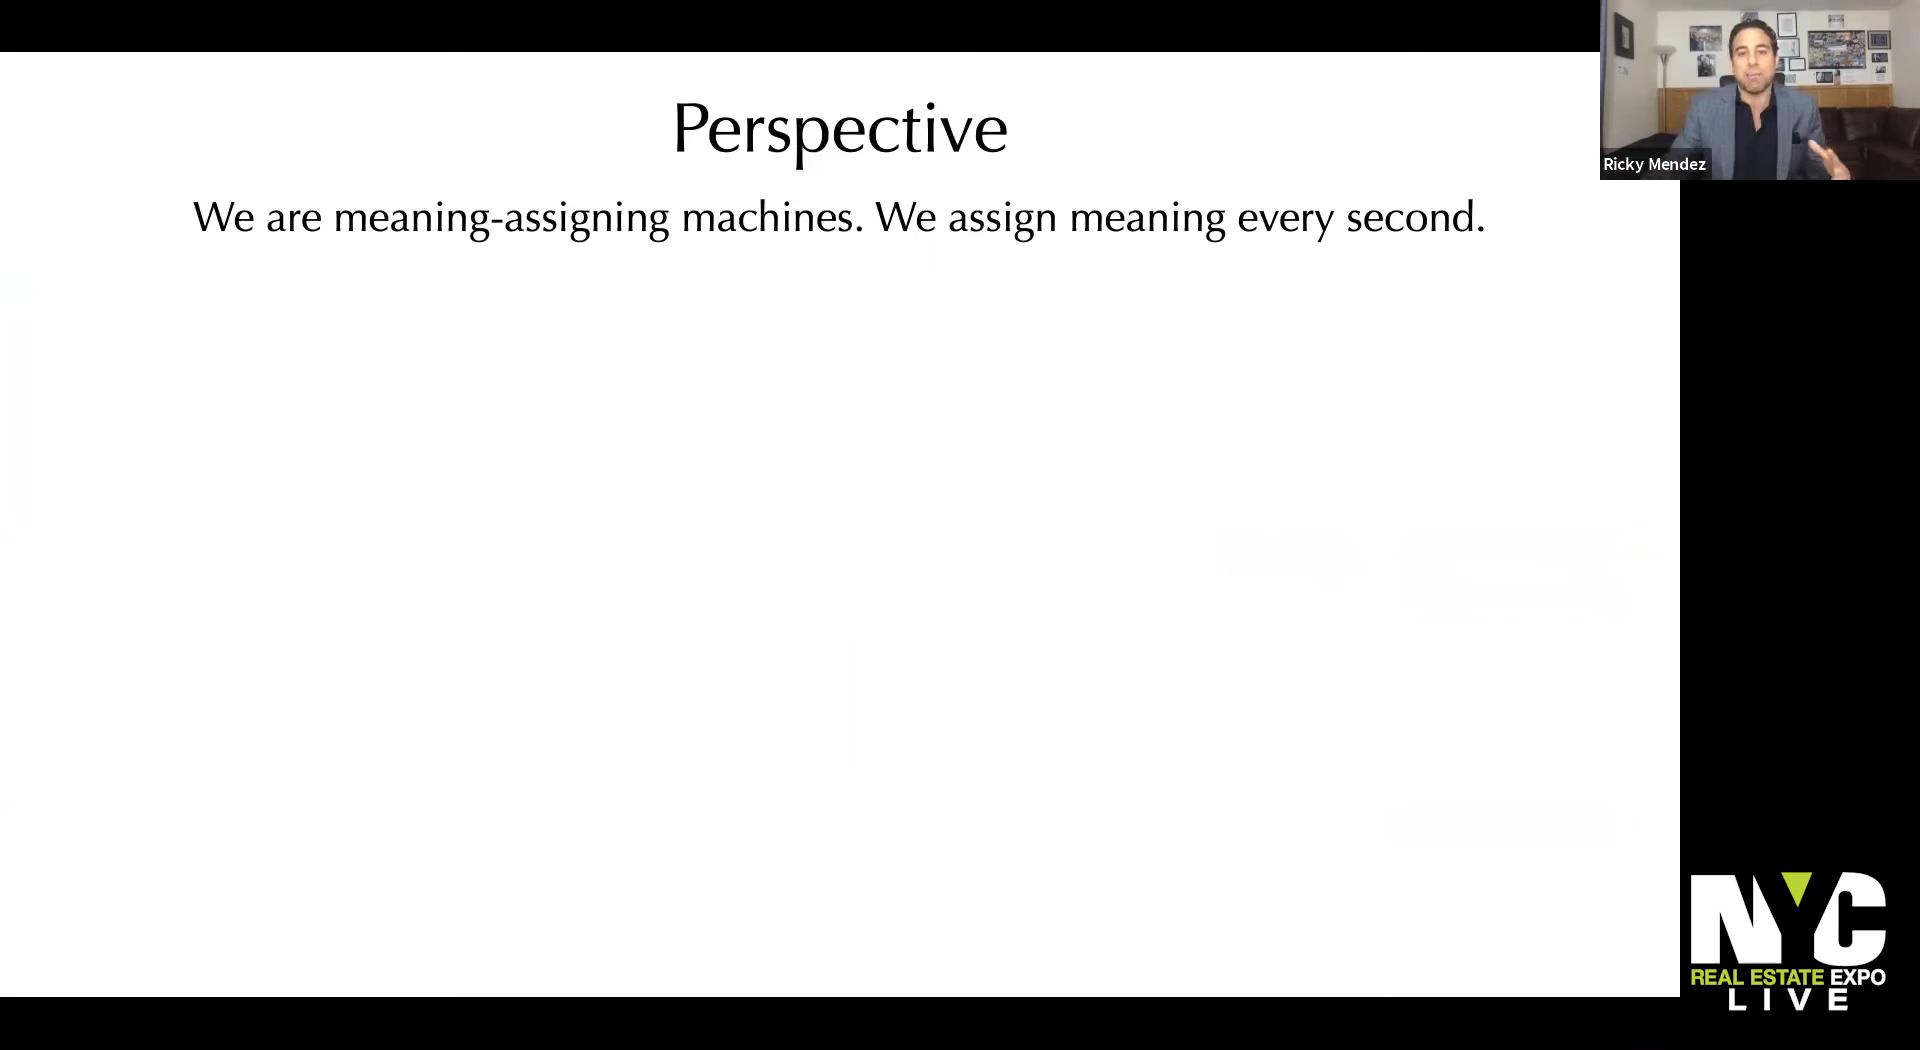 Perspective
We are meaning-assigning machines. We assign meaning every second.
Ricky Mendez
NYC
REAL ESTATE EXPO
LIVE